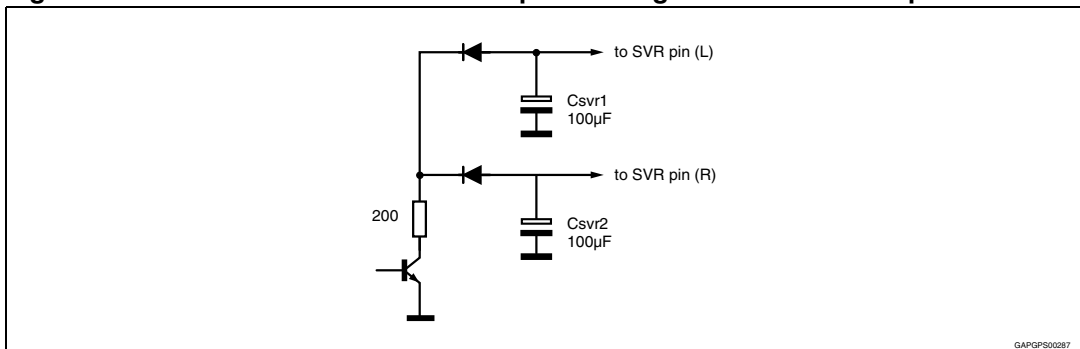 to SVR pin (L)
Csvr1
100µF
to SVR pin (R)
200
Csvr2
100µF
GAPGPS00287